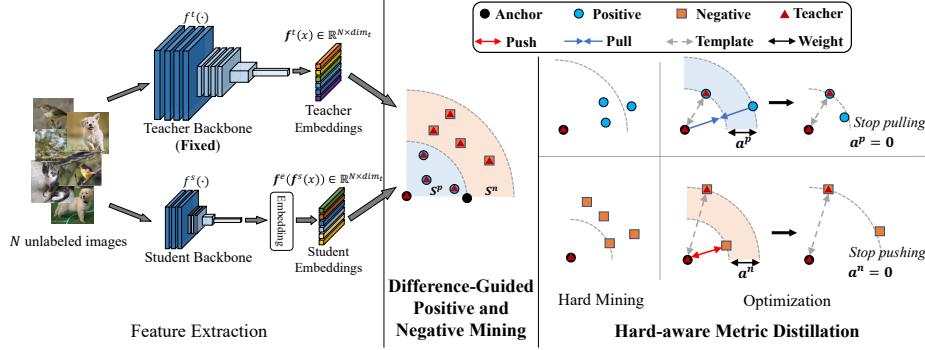 f^t(·)
f^t(x) ∈ ℝ^{N×dim_t}
Teacher Backbone
(Fixed)
Teacher
Embeddings
N unlabeled images
f^s(·)
f^e(f^s(x)) ∈ ℝ^{N×dim_t}
Embedding
Student Backbone
Student
Embeddings
Feature Extraction
S^p
S^n
Difference-Guided
Positive and
Negative Mining
Anchor Positive Negative Teacher
Push Pull Template Weight
a^p
Stop pulling
a^p = 0
a^n
Stop pushing
a^n = 0
Hard Mining
Optimization
Hard-aware Metric Distillation